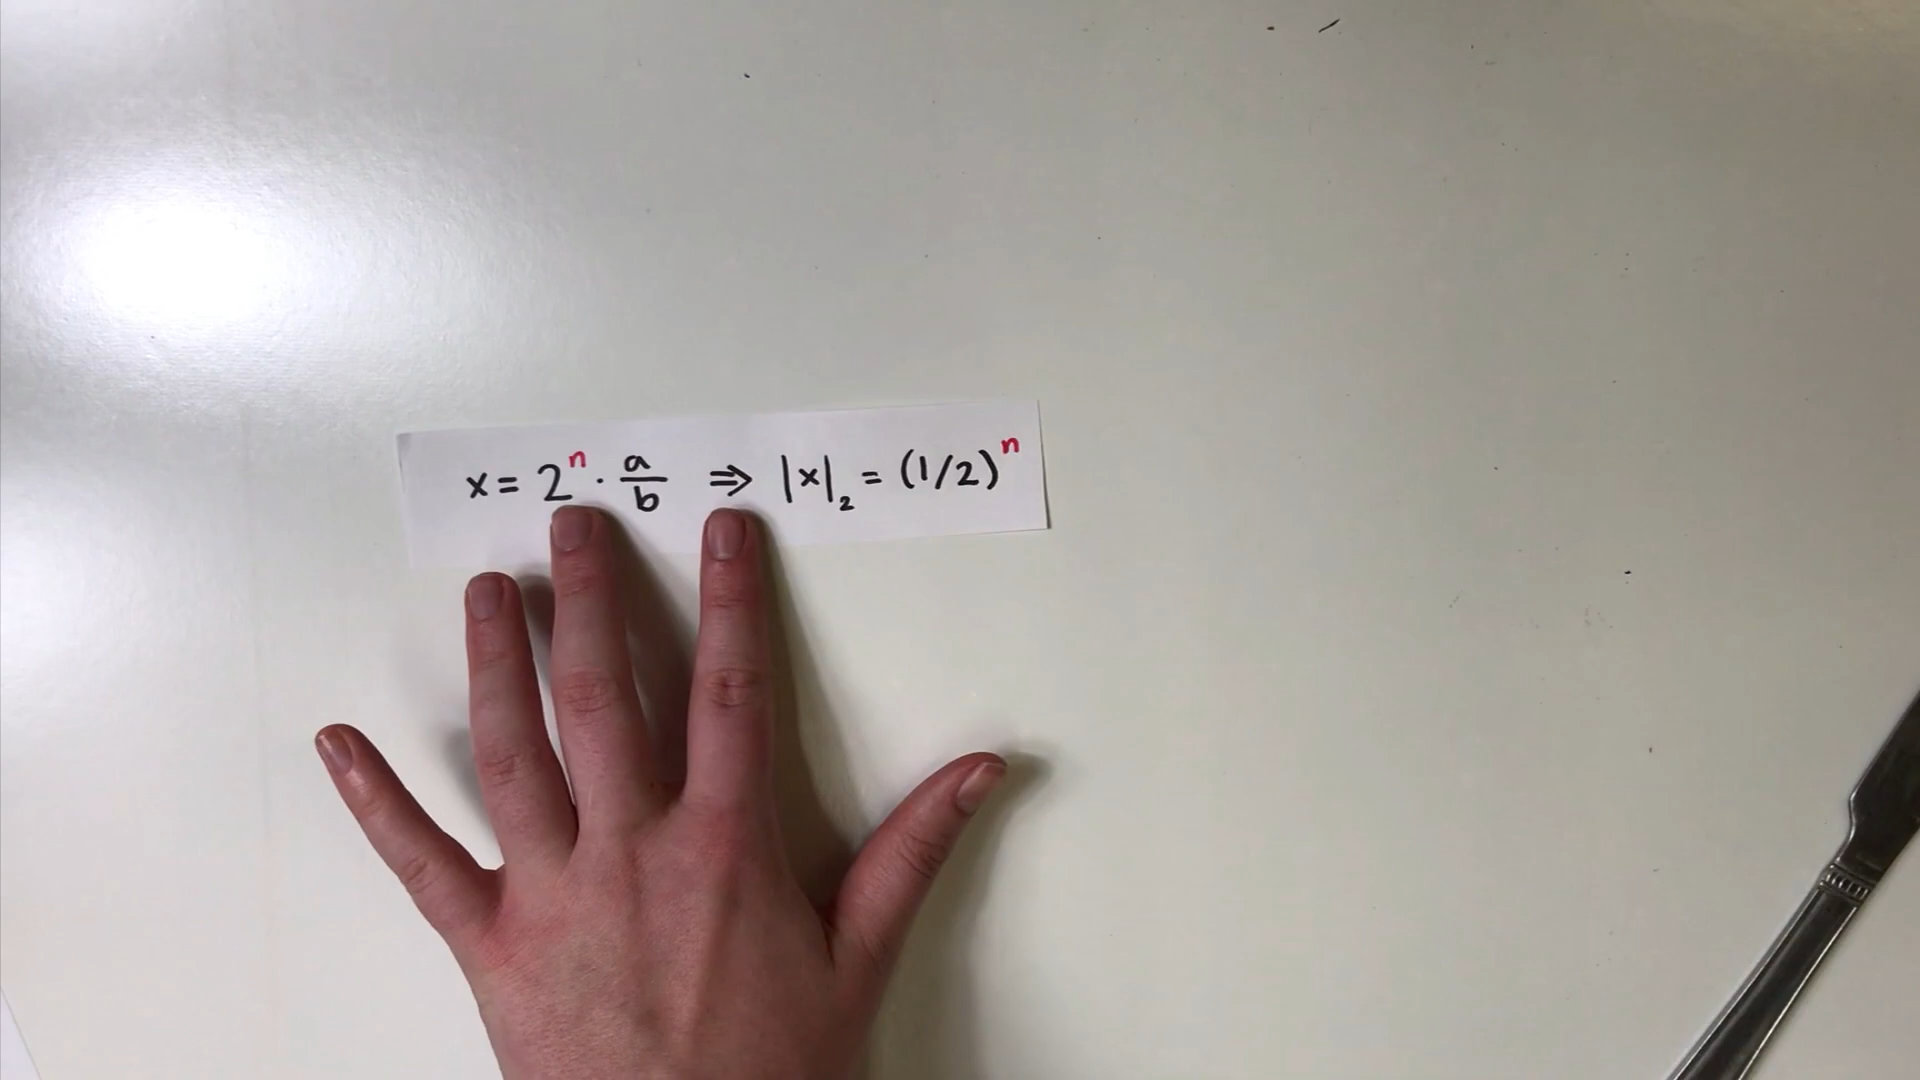 x = 2ⁿ · a/b ⇒ |x|₂ = (1/2)ⁿ